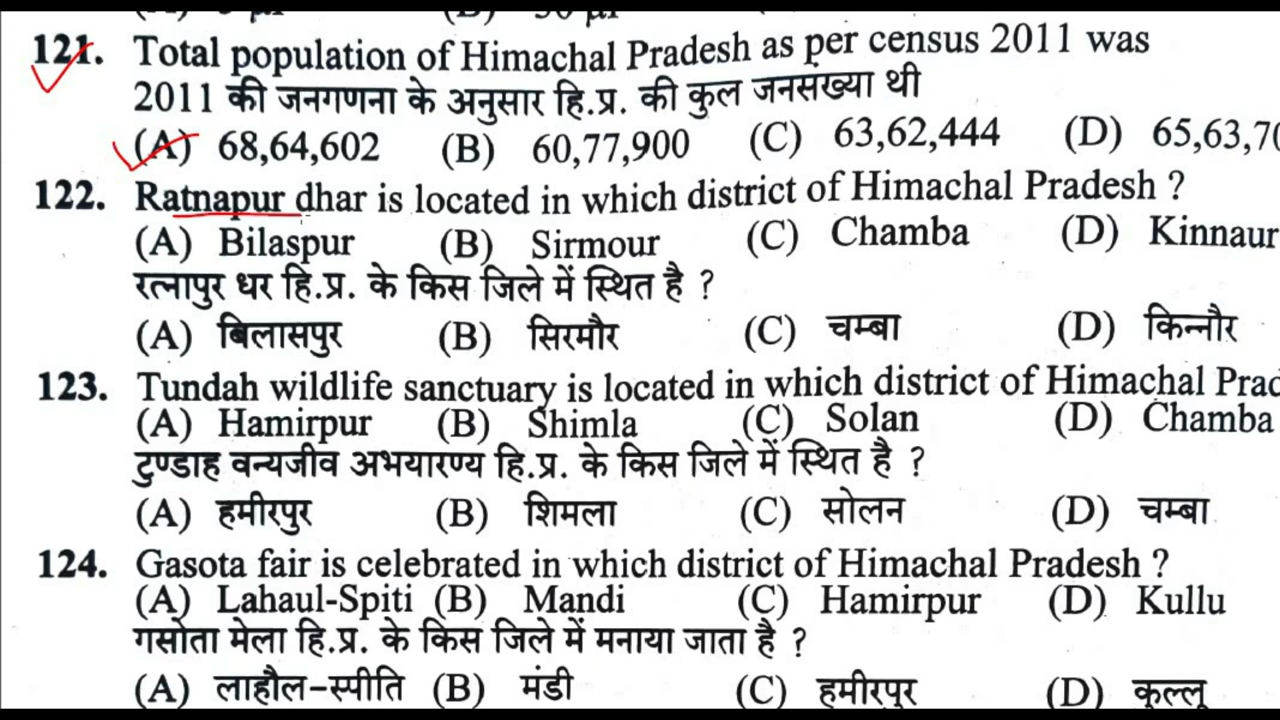 121. Total population of Himachal Pradesh as per census 2011 was
2011 की जनगणना के अनुसार हि.प्र. की कुल जनसंख्या थी
(A) 68,64,602 (B) 60,77,900 (C) 63,62,444 (D) 65,63,70
122. Ratnapur dhar is located in which district of Himachal Pradesh ?
(A) Bilaspur (B) Sirmour (C) Chamba (D) Kinnaur
रत्नापुर धर हि.प्र. के किस जिले में स्थित है ?
(A) बिलासपुर (B) सिरमौर (C) चम्बा (D) किन्नौर
123. Tundah wildlife sanctuary is located in which district of Himachal Prad
(A) Hamirpur (B) Shimla (C) Solan (D) Chamba
टुण्डाह वन्यजीव अभयारण्य हि.प्र. के किस जिले में स्थित है ?
(A) हमीरपुर (B) शिमला (C) सोलन (D) चम्बा
124. Gasota fair is celebrated in which district of Himachal Pradesh ?
(A) Lahaul-Spiti (B) Mandi (C) Hamirpur (D) Kullu
गसोता मेला हि.प्र. के किस जिले में मनाया जाता है ?
(A) लाहौल-स्पीति (B) मंडी (C) हमीरपुर (D) कुल्लू